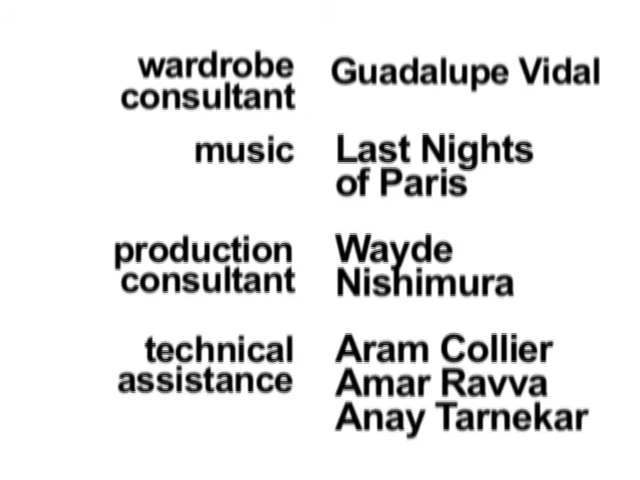 wardrobe consultant Guadalupe Vidal
music Last Nights
of Paris
production Wayde
consultant Nishimura
technical Aram Collier
assistance Amar Ravva
Anay Tarnekar